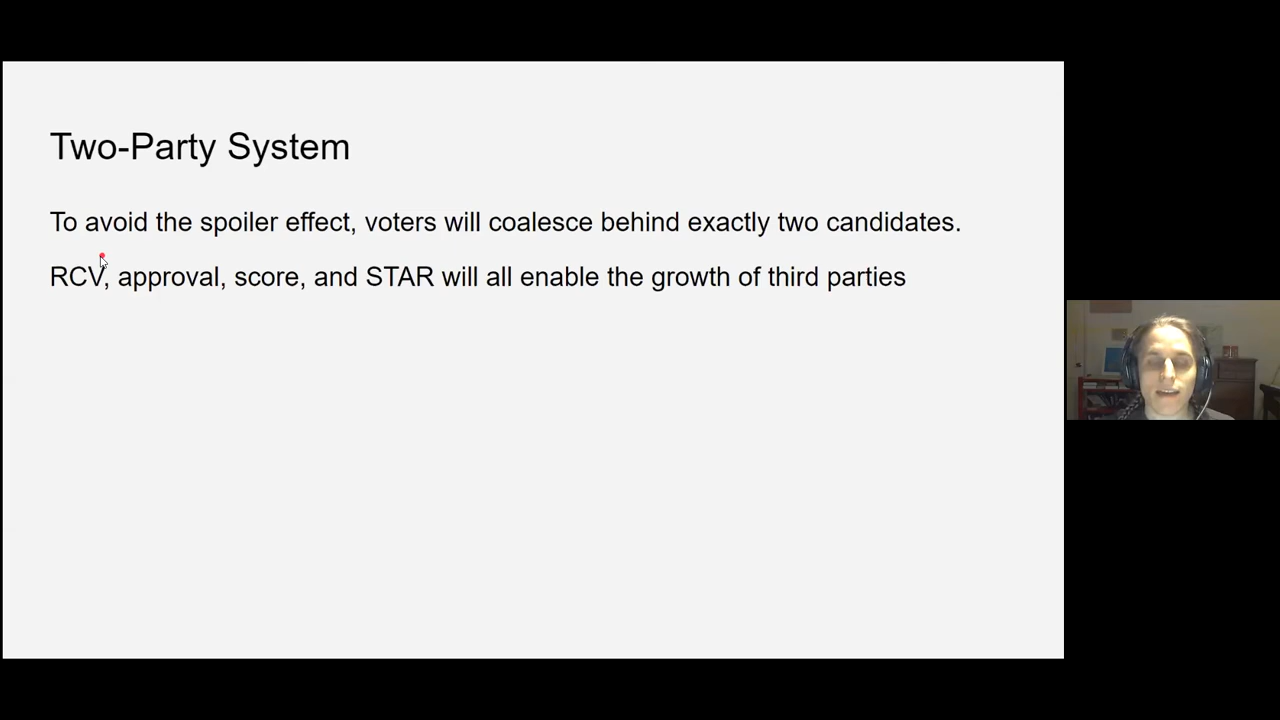 Two-Party System
To avoid the spoiler effect, voters will coalesce behind exactly two candidates.
RCV, approval, score, and STAR will all enable the growth of third parties